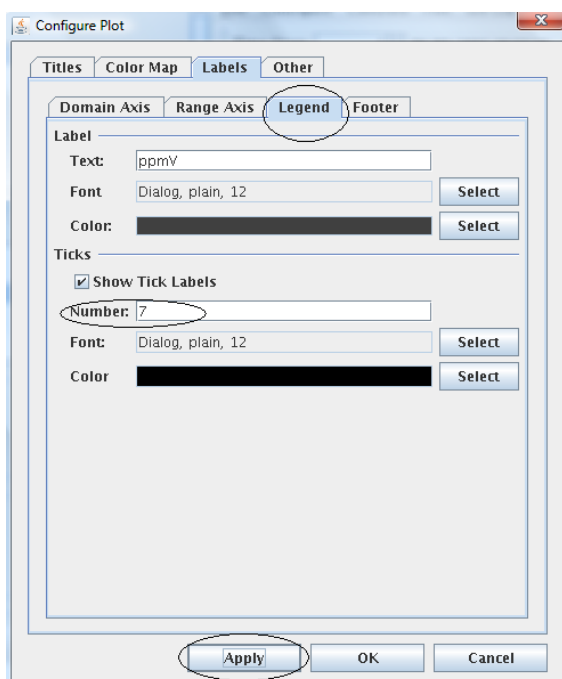 Configure Plot
Titles Color Map Labels Other
Domain Axis Range Axis Legend Footer
Label
Text: ppmV
Font Dialog, plain, 12 Select
Color: Select
Ticks
Show Tick Labels
Number: 7
Font: Dialog, plain, 12 Select
Color Select
Apply OK Cancel